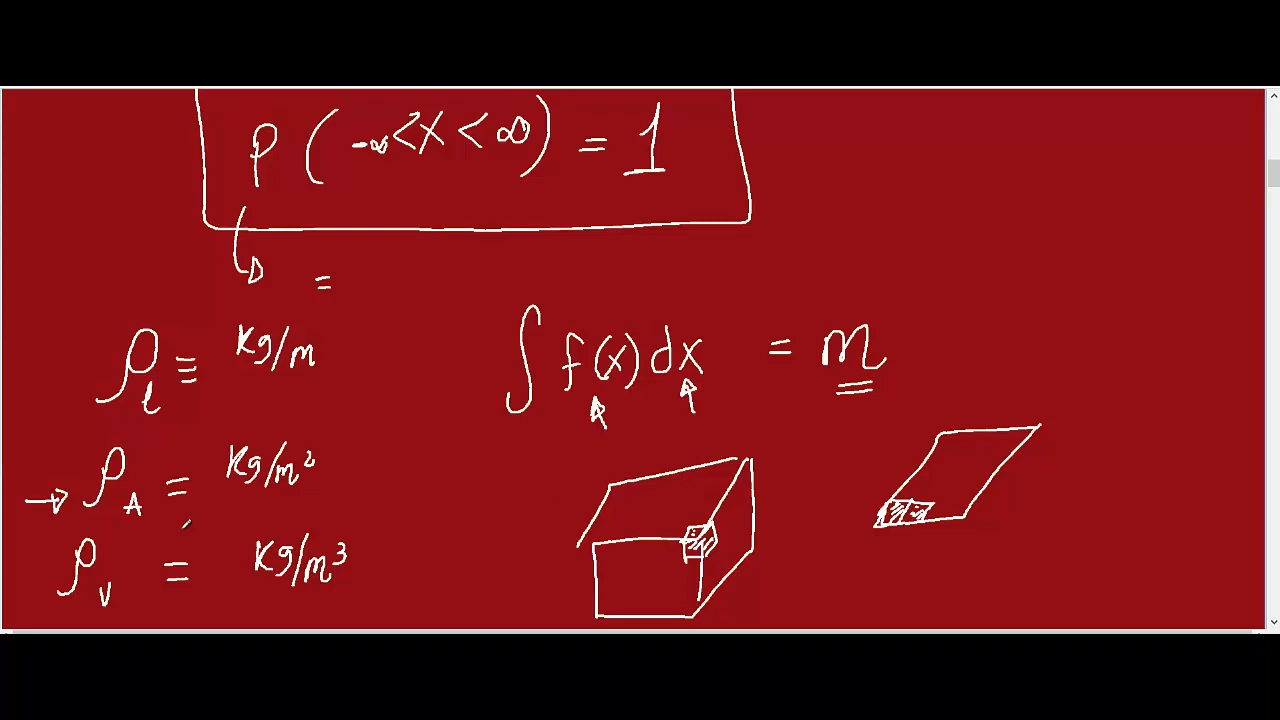 P(-∞<X<∞) = 1
=
ρ_l ≡ Kg/m
∫ f(x) dx = m
ρ_A = Kg/m²
ρ_V = Kg/m³